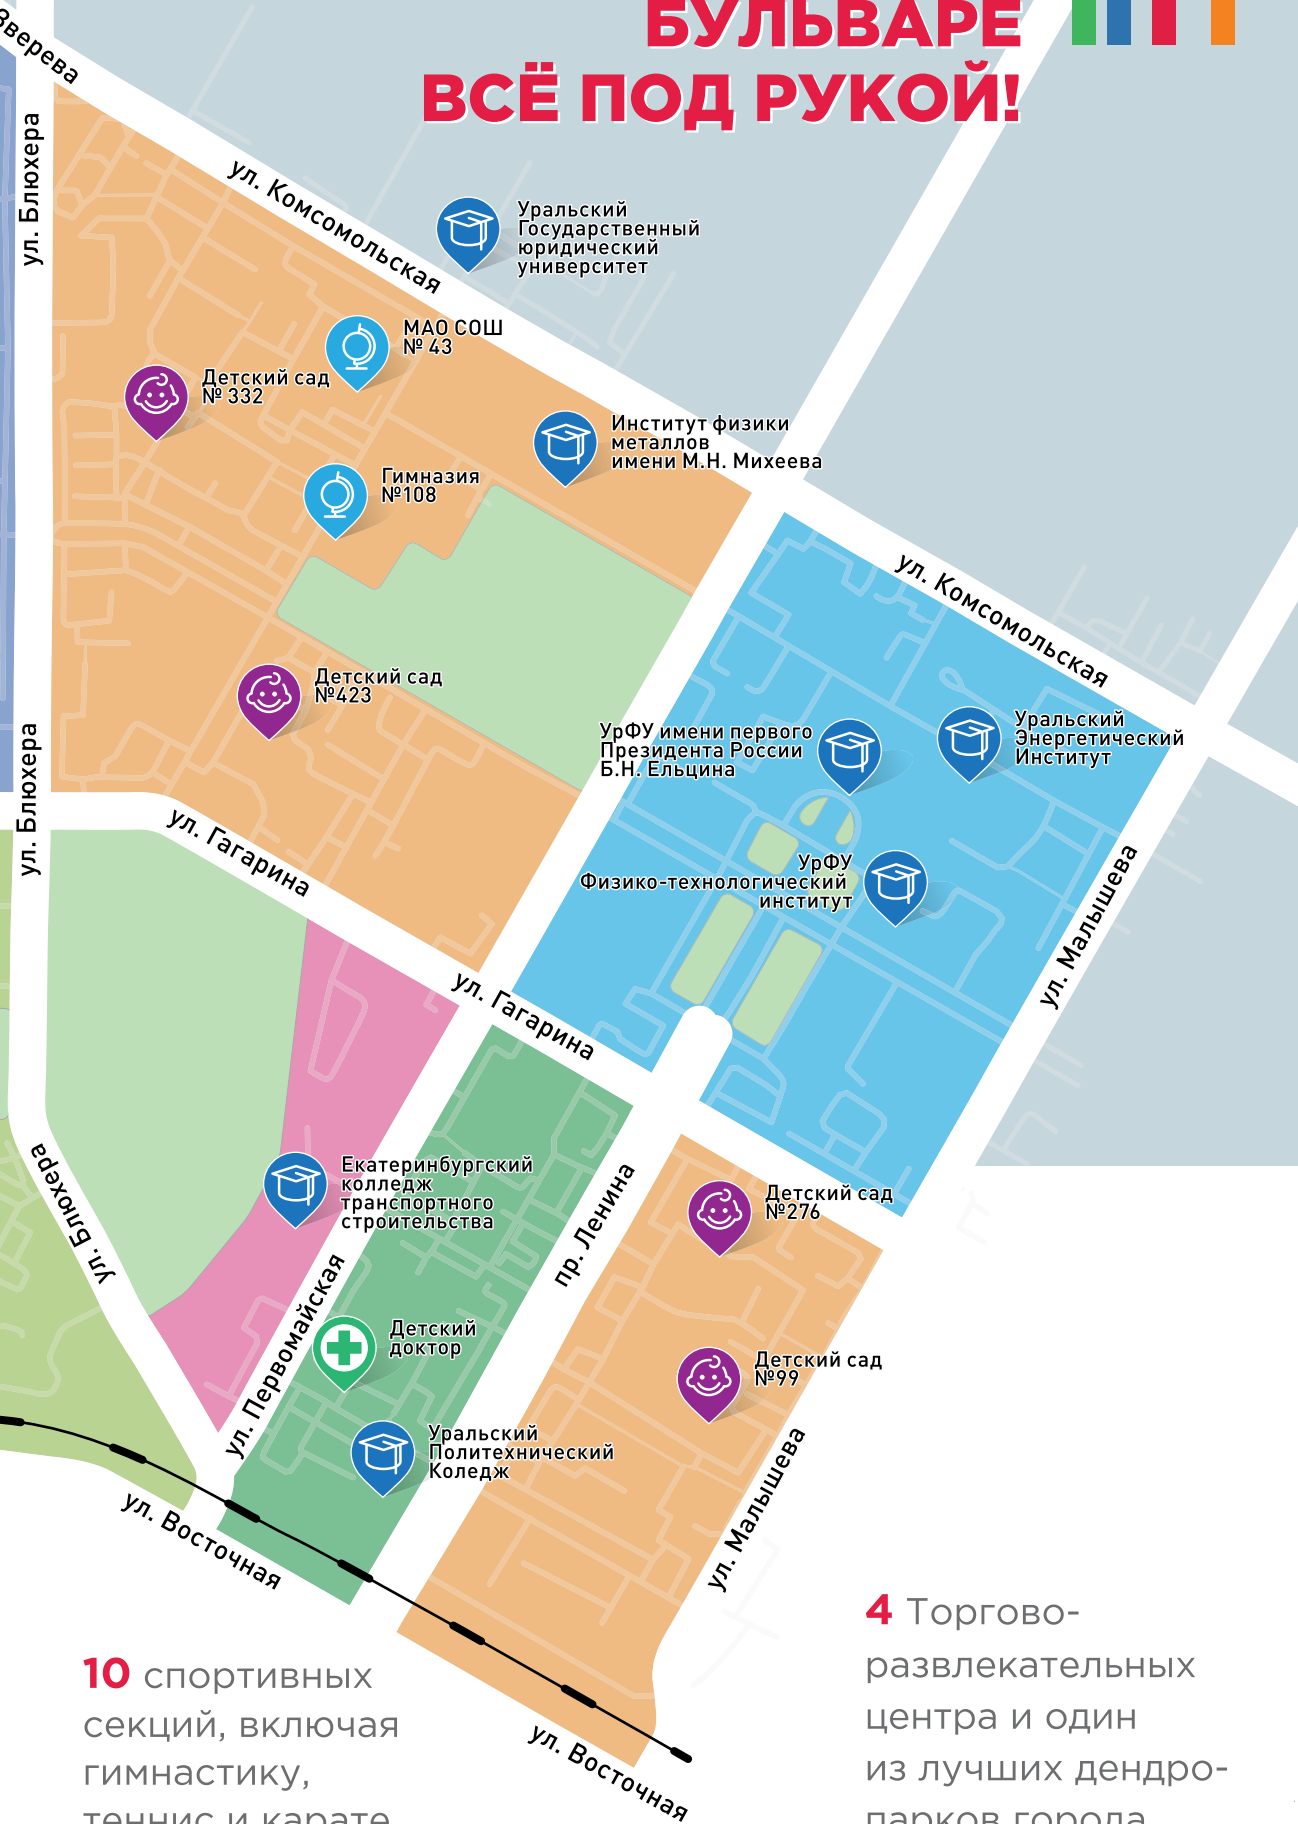 БУЛЬВАРЕ
ВСЁ ПОД РУКОЙ!
Зверева
ул. Блюхера
ул. Комсомольская
Уральский
Государственный
юридический
университет
МАО СОШ
№ 43
Детский сад
№ 332
Институт физики
металлов
имени М.Н. Михеева
Гимназия
№108
ул. Комсомольская
Детский сад
№423
УрФУ имени первого
Президента России
Б.Н. Ельцина
Уральский
Энергетический
Институт
ул. Блюхера
ул. Гагарина
УрФУ
Физико-технологический
институт
ул. Малышева
ул. Гагарина
ул. Блюхера
Екатеринбургский
колледж
транспортного
строительства
пр. Ленина
Детский сад
№276
ул. Первомайская
Детский
доктор
Детский сад
№99
Уральский
Политехнический
Коледж
ул. Малышева
ул. Восточная
ул. Восточная
10 спортивных
секций, включая
гимнастику,
теннис и карате
4 Торгово-
развлекательных
центра и один
из лучших дендро-
парков города